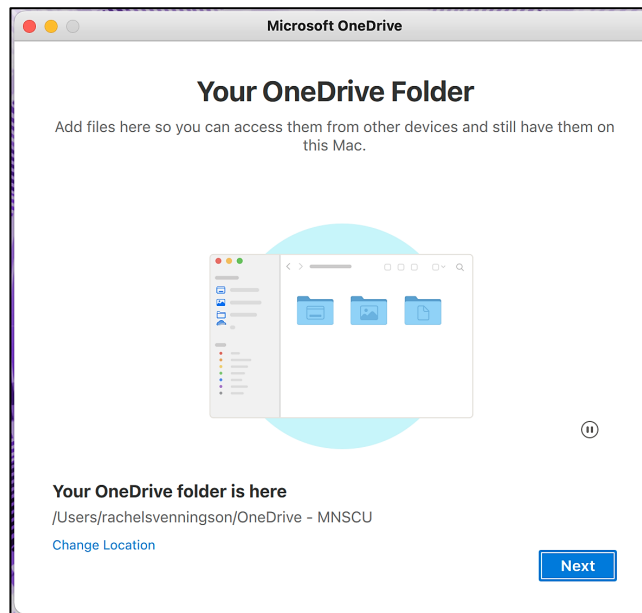 Microsoft OneDrive
Your OneDrive Folder
Add files here so you can access them from other devices and still have them on
this Mac.
Your OneDrive folder is here
/Users/rachelsvenningson/OneDrive - MNSCU
Change Location
Next